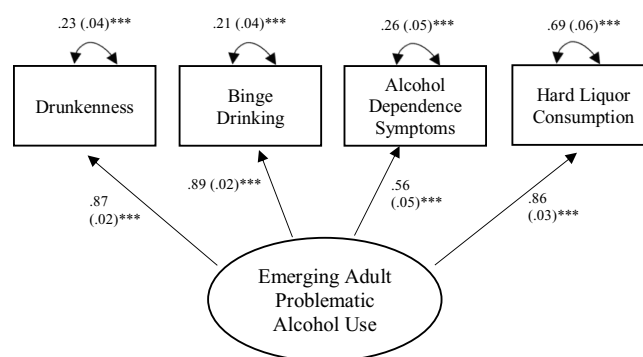 .23 (.04)***
.21 (.04)***
.26 (.05)***
.69 (.06)***
Drunkenness
Binge
Drinking
Alcohol
Dependence
Symptoms
Hard Liquor
Consumption
.87
(.02)***
.89 (.02)***
.56
(.05)***
.86
(.03)***
Emerging Adult
Problematic
Alcohol Use